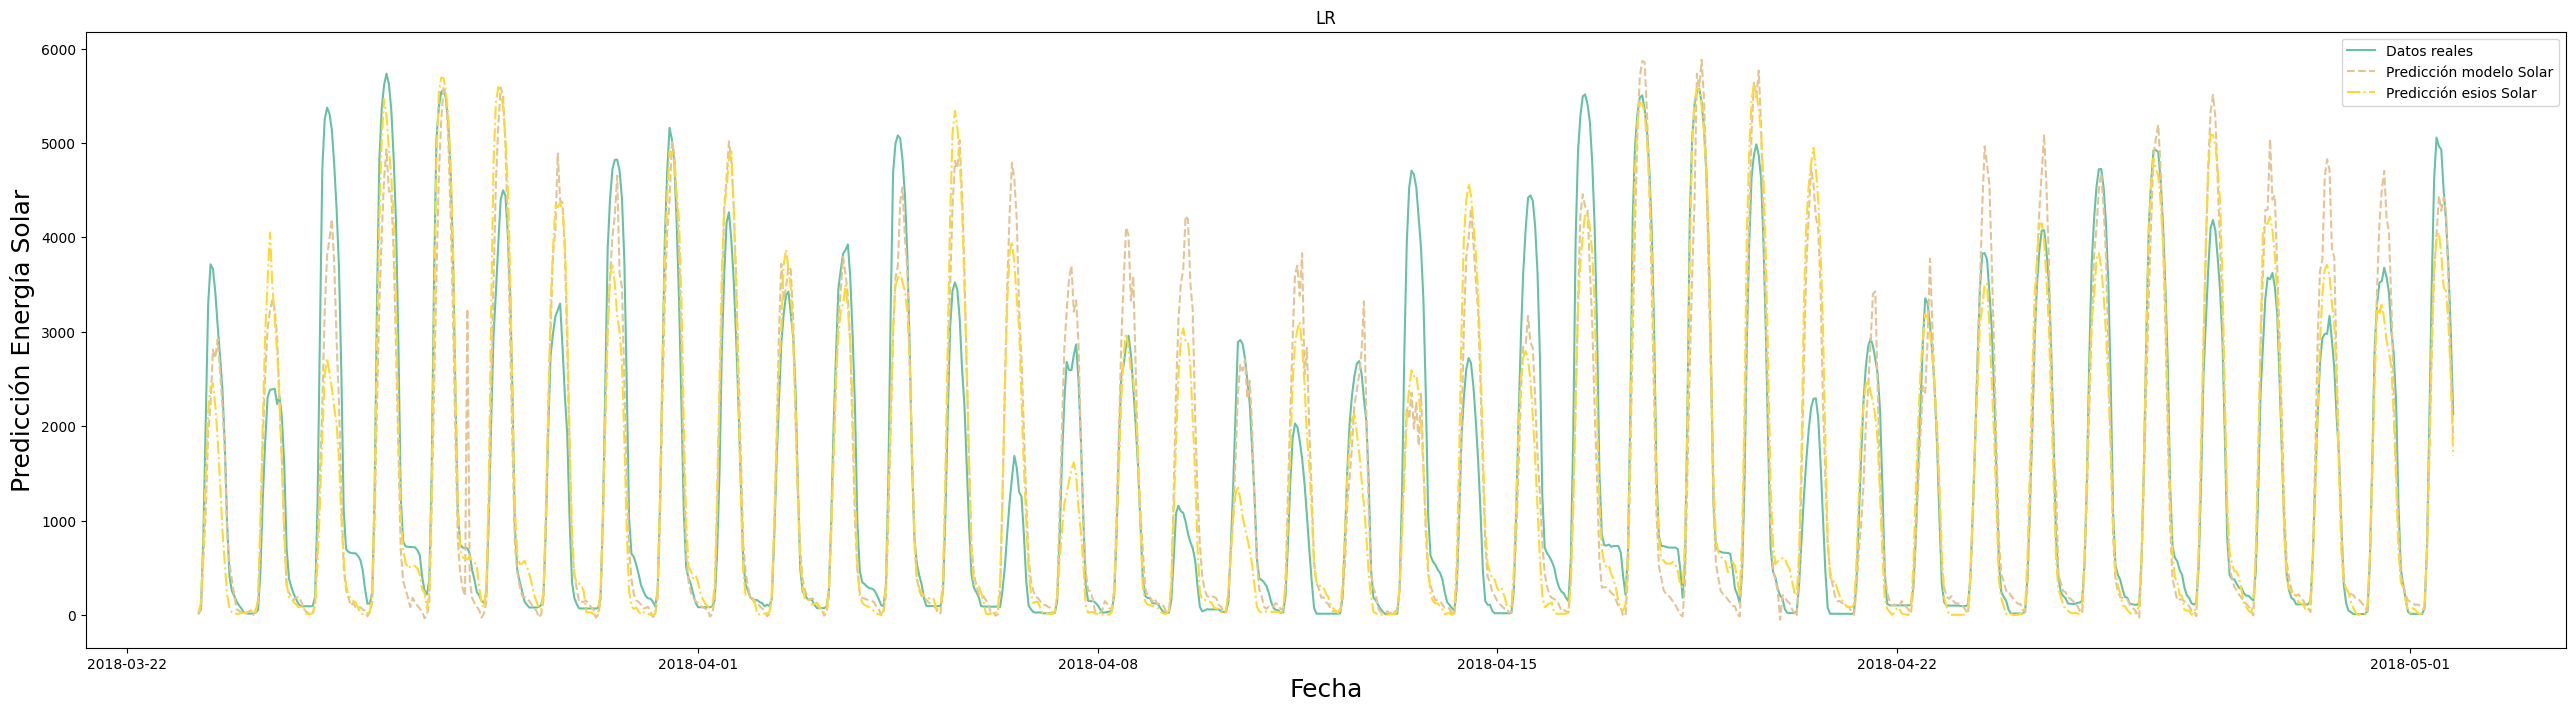 LR
Predicción Energía Solar
6000
5000
4000
3000
2000
1000
0
Datos reales
Predicción modelo Solar
Predicción esios Solar
2018-03-22
2018-04-01
2018-04-08
2018-04-15
2018-04-22
2018-05-01
Fecha